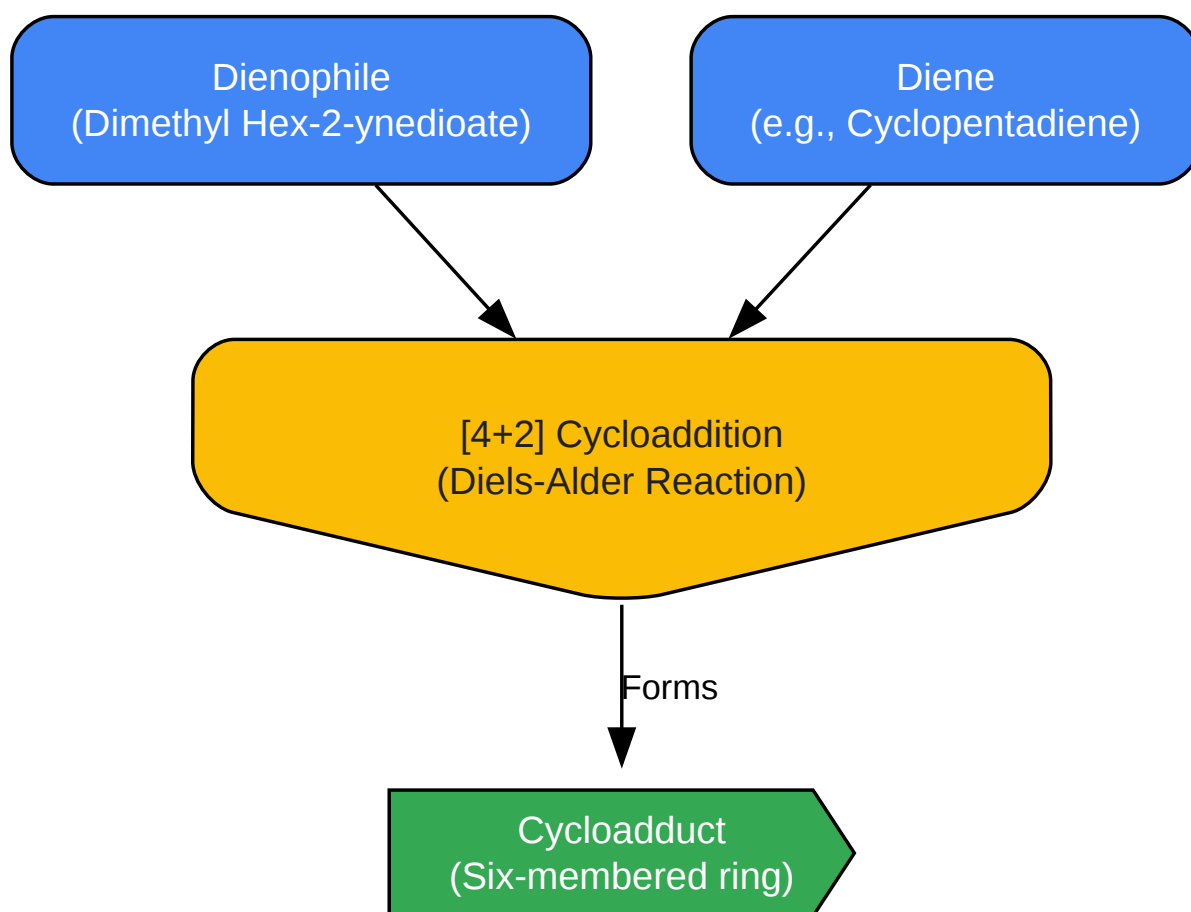 Dienophile
(Dimethyl Hex-2-ynedioate)
Diene
(e.g., Cyclopentadiene)
[4+2] Cycloaddition
(Diels-Alder Reaction)
Forms
Cycloadduct
(Six-membered ring)